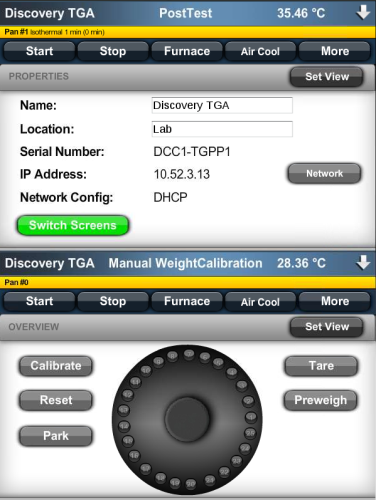 Discovery TGA PostTest 35.46 °C
Pan #1 Isothermal 1 min (0 min)
Start Stop Furnace Air Cool More
PROPERTIES Set View
Name: Discovery TGA
Location: Lab
Serial Number: DCC1-TGPP1
IP Address: 10.52.3.13 Network
Network Config: DHCP
Switch Screens
Discovery TGA Manual WeightCalibration 28.36 °C
Pan #0
Start Stop Furnace Air Cool More
OVERVIEW Set View
Calibrate Tare
Reset Preweigh
Park